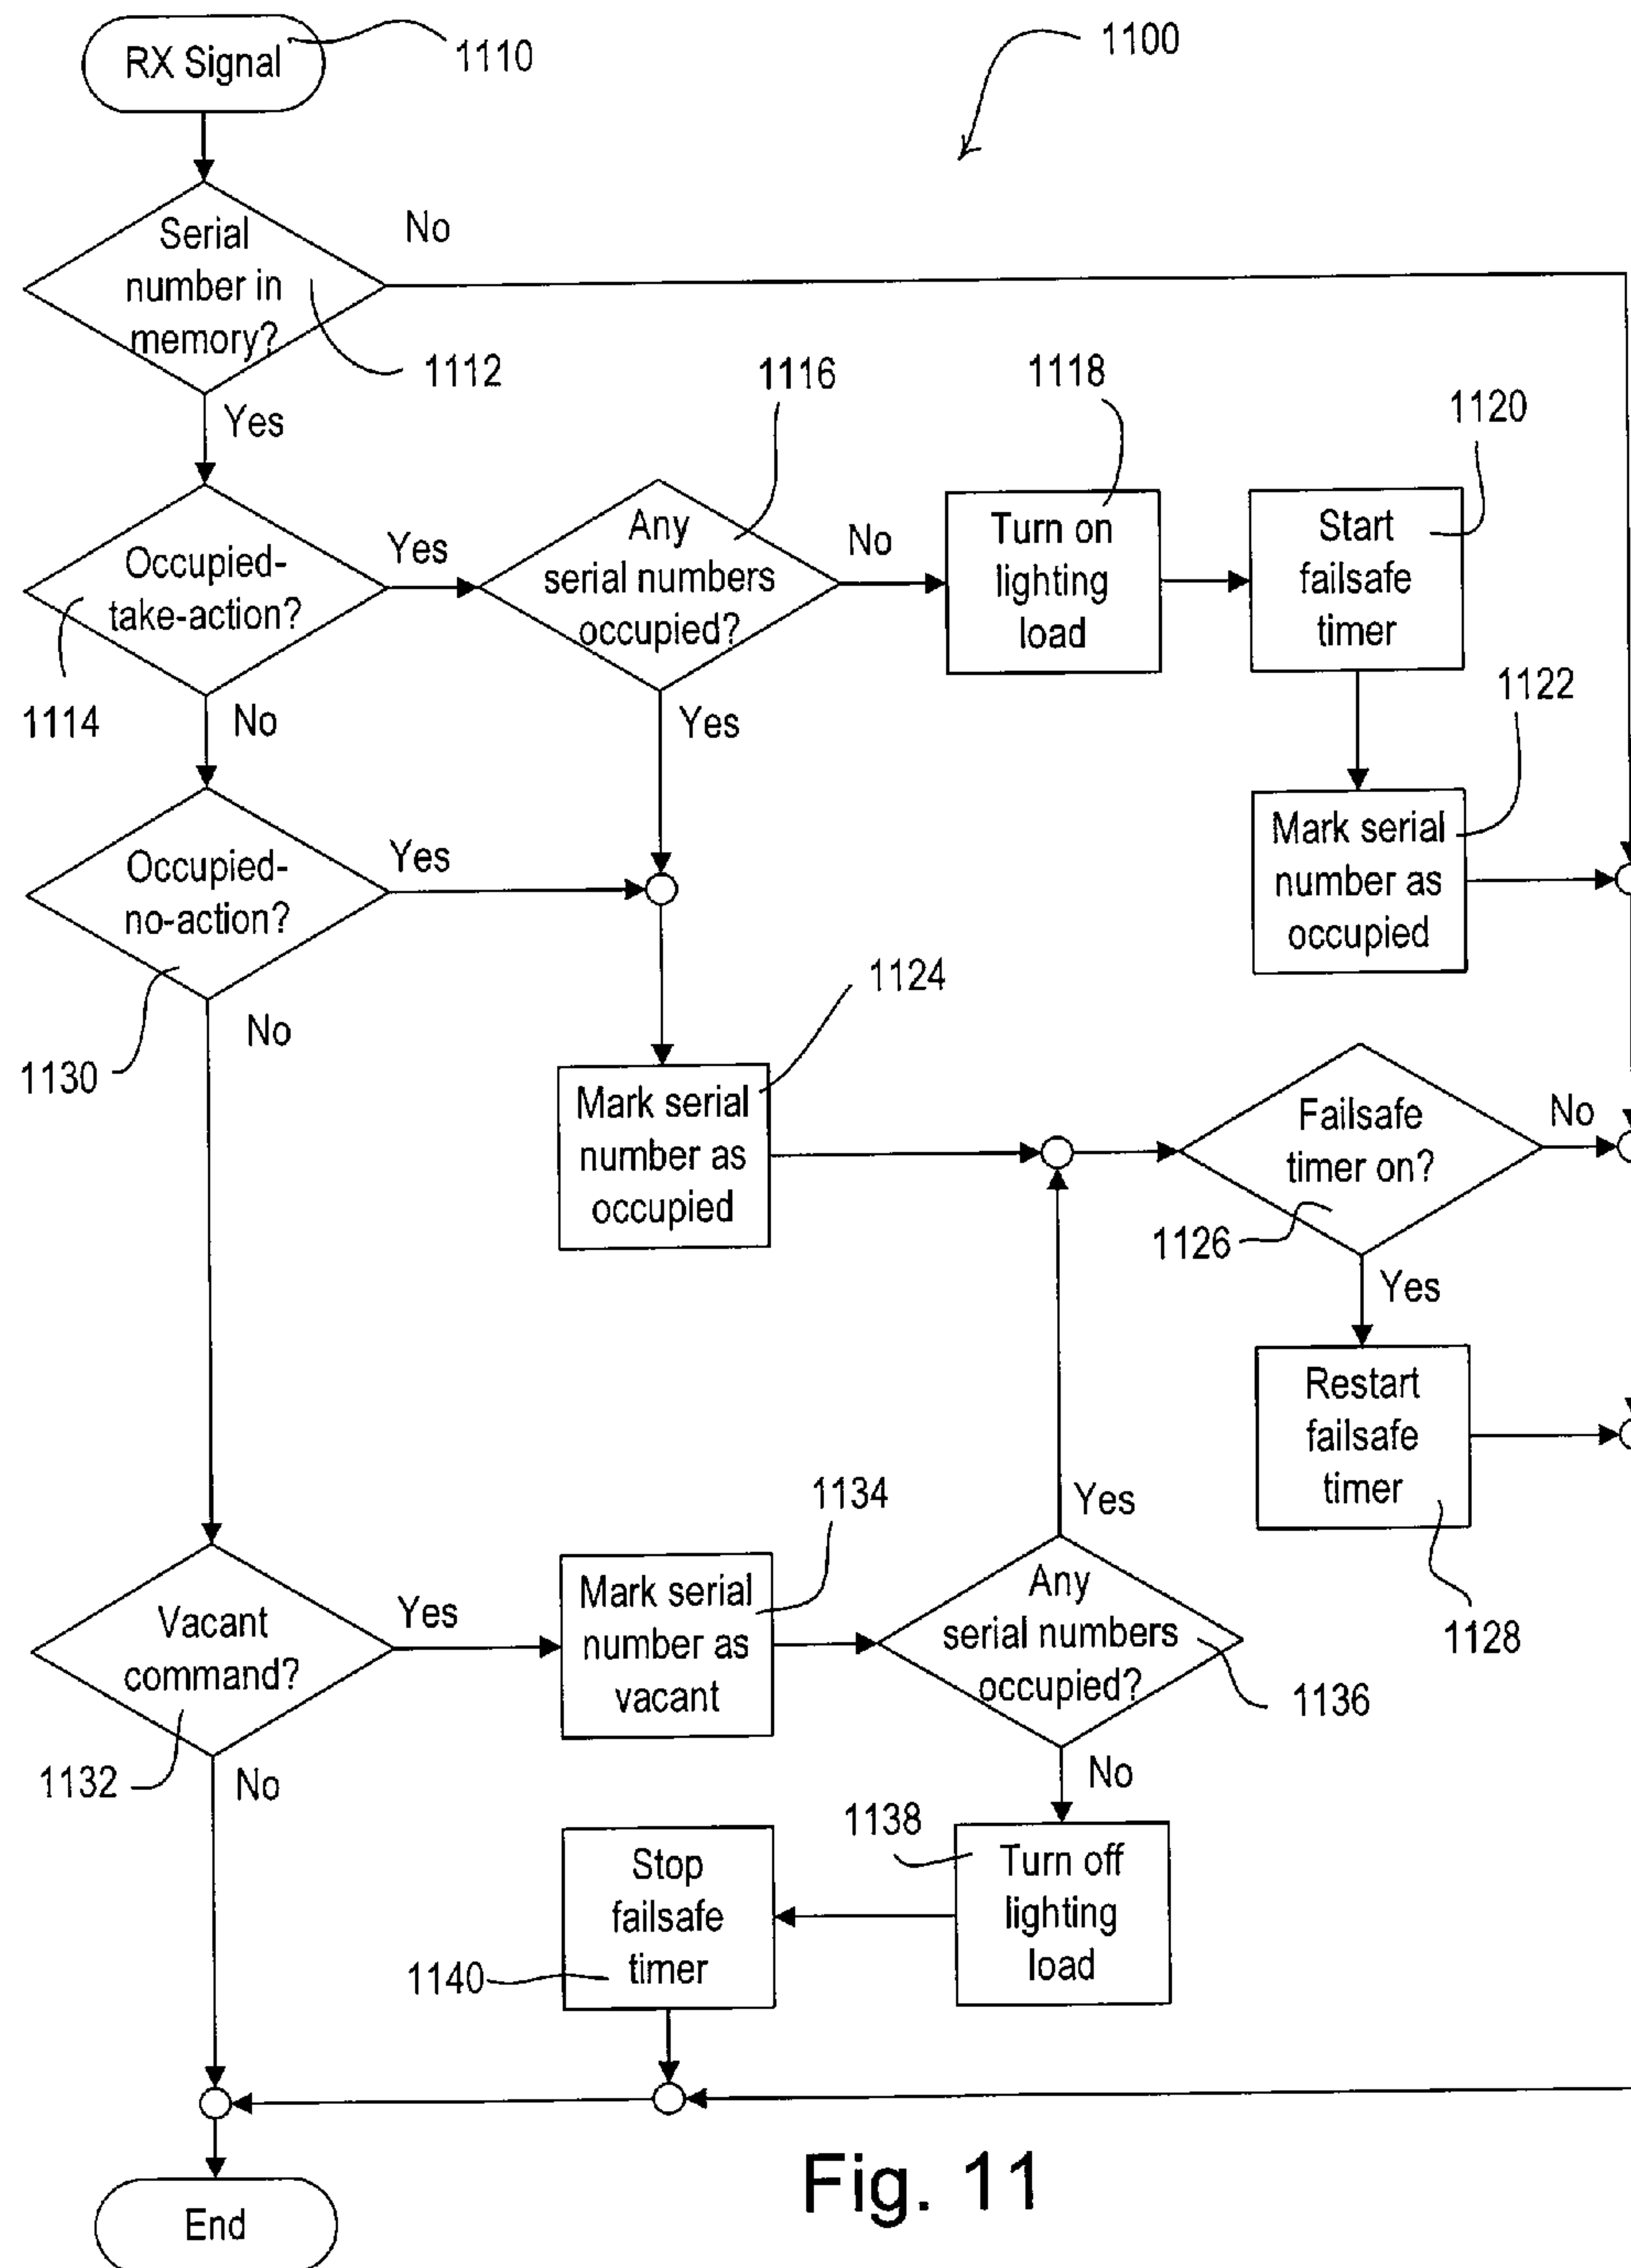 RX Signal
1110
1100
Serial
number in
memory?
No
1112
Yes
1116
1118
1120
Occupied-
take-action?
Yes
Any
serial numbers
occupied?
No
Turn on
lighting
load
Start
failsafe
timer
1114
No
Yes
1122
Occupied-
no-action?
Yes
Mark serial
number as
occupied
1130
No
1124
Mark serial
number as
occupied
Failsafe
timer on?
No
1126
Yes
Restart
failsafe
timer
1128
Vacant
command?
Yes
1134
Mark serial
number as
vacant
Yes
Any
serial numbers
occupied?
1136
1132
No
No
1138
Turn off
lighting
load
Stop
failsafe
timer
1140
End
Fig. 11